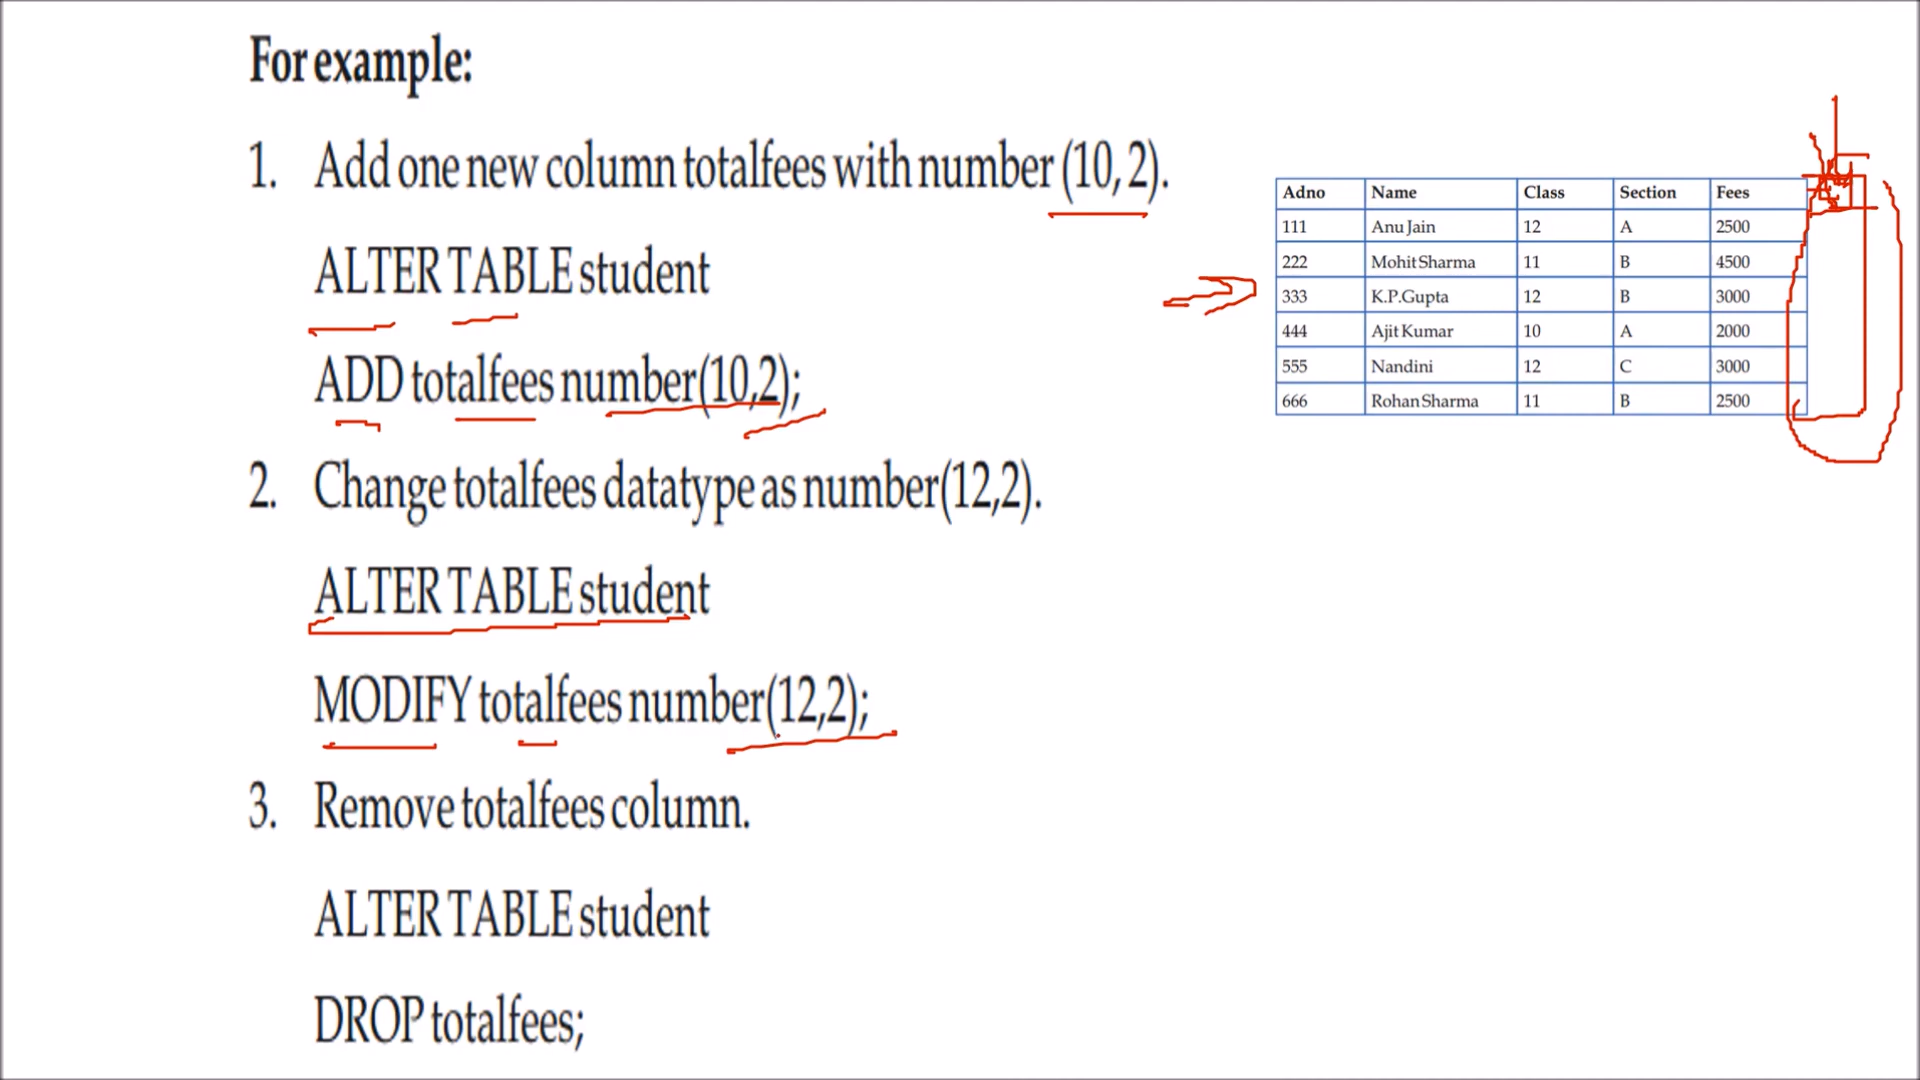 For example:
1. Add one new column totalfees with number (10, 2).
ALTER TABLE student
ADD totalfees number(10,2);
2. Change totalfees datatype as number(12,2).
ALTER TABLE student
MODIFY totalfees number(12,2);
3. Remove totalfees column.
ALTER TABLE student
DROP totalfees;
Adno Name Class Section Fees
111 Anu Jain 12 A 2500
222 Mohit Sharma 11 B 4500
333 K.P.Gupta 12 B 3000
444 Ajit Kumar 10 A 2000
555 Nandini 12 C 3000
666 Rohan Sharma 11 B 2500